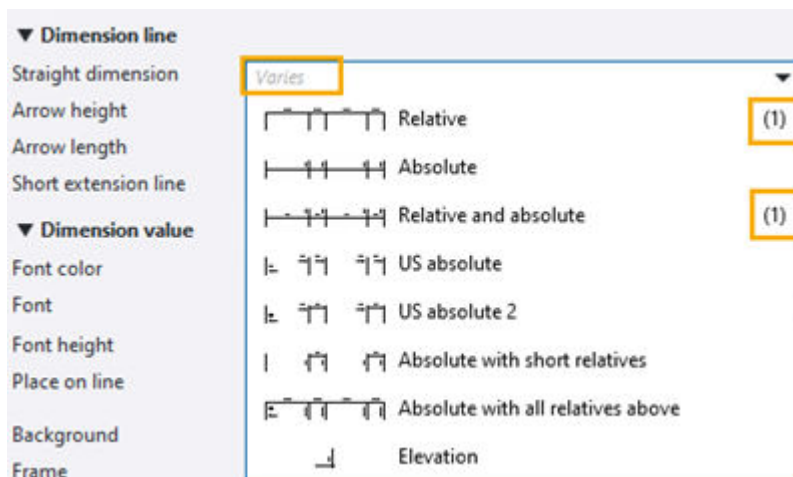 ▼ Dimension line
Straight dimension Varies
Arrow height Relative (1)
Arrow length Absolute
Short extension line Relative and absolute (1)
▼ Dimension value
Font color US absolute
Font US absolute 2
Font height Absolute with short relatives
Place on line
Background Absolute with all relatives above
Frame Elevation